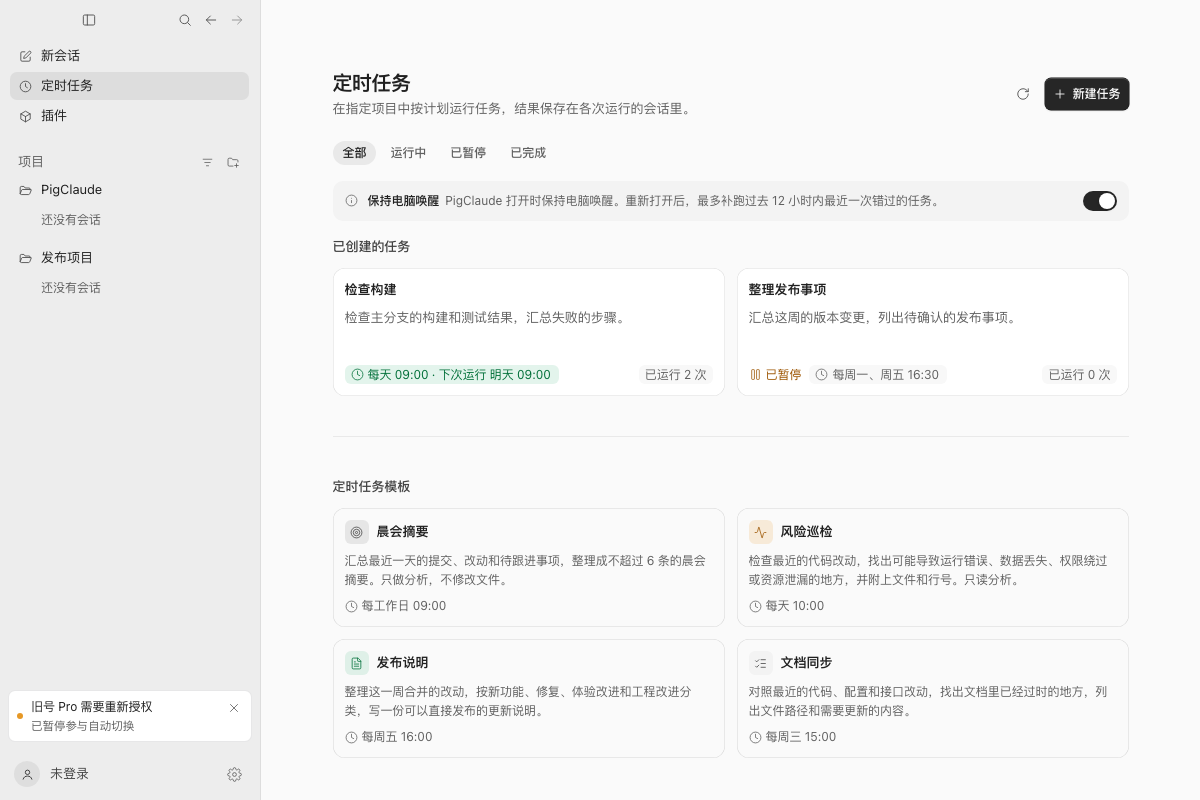 新会话
定时任务
插件
项目
PigClaude
还没有会话
发布项目
还没有会话
旧号 Pro 需要重新授权
已暂停参与自动切换
未登录
定时任务
在指定项目中按计划运行任务，结果保存在各次运行的会话里。
新建任务
全部 运行中 已暂停 已完成
保持电脑唤醒 PigClaude 打开时保持电脑唤醒。重新打开后，最多补跑过去 12 小时内最近一次错过的任务。
已创建的任务
检查构建
检查主分支的构建和测试结果，汇总失败的步骤。
每天 09:00 · 下次运行 明天 09:00 已运行 2 次
整理发布事项
汇总这周的版本变更，列出待确认的发布事项。
已暂停 每周一、周五 16:30 已运行 0 次
定时任务模板
晨会摘要
汇总最近一天的提交、改动和待跟进事项，整理成不超过 6 条的晨会
摘要。只做分析，不修改文件。
每工作日 09:00
风险巡检
检查最近的代码改动，找出可能导致运行错误、数据丢失、权限绕过
或资源泄漏的地方，并附上文件和行号。只读分析。
每天 10:00
发布说明
整理这一周合并的改动，按新功能、修复、体验改进和工程改进分
类，写一份可以直接发布的更新说明。
每周五 16:00
文档同步
对照最近的代码、配置和接口改动，找出文档里已经过时的地方，列
出文件路径和需要更新的内容。
每周三 15:00